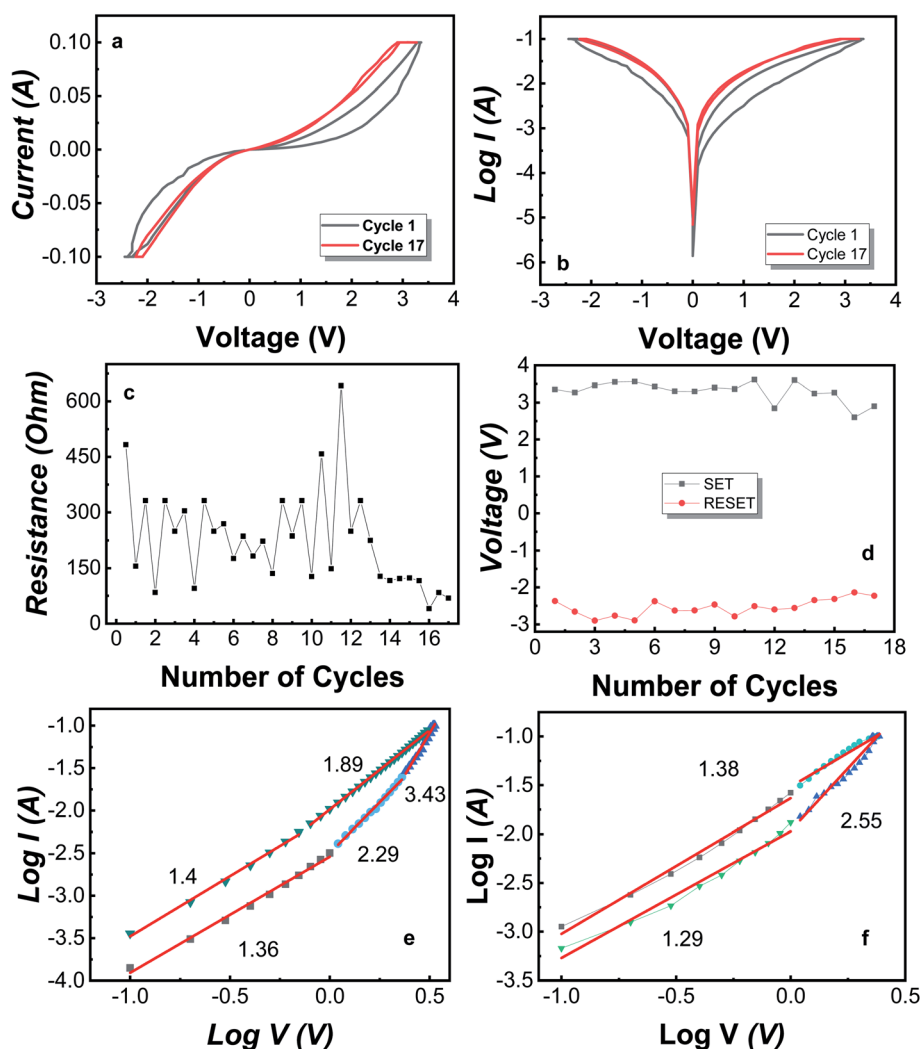 a
Current (A)
0.10
0.05
0.00
-0.05
-0.10
Cycle 1
Cycle 17
-3 -2 -1 0 1 2 3 4
Voltage (V)
b
Log I (A)
-1
-2
-3
-4
-5
-6
Cycle 1
Cycle 17
-3 -2 -1 0 1 2 3 4
Voltage (V)
c
Resistance (Ohm)
600
450
300
150
0
0 2 4 6 8 10 12 14 16
Number of Cycles
d
Voltage (V)
4
3
2
1
0
-1
-2
-3
SET
RESET
0 3 6 9 12 15 18
Number of Cycles
e
Log I (A)
-1.0
-1.5
-2.0
-2.5
-3.0
-3.5
-4.0
1.89
3.43
2.29
1.4
1.36
-1.0 -0.5 0.0 0.5
Log V (V)
f
Log I (A)
-1.0
-1.5
-2.0
-2.5
-3.0
-3.5
1.38
2.55
1.29
-1.0 -0.5 0.0 0.5
Log V (V)